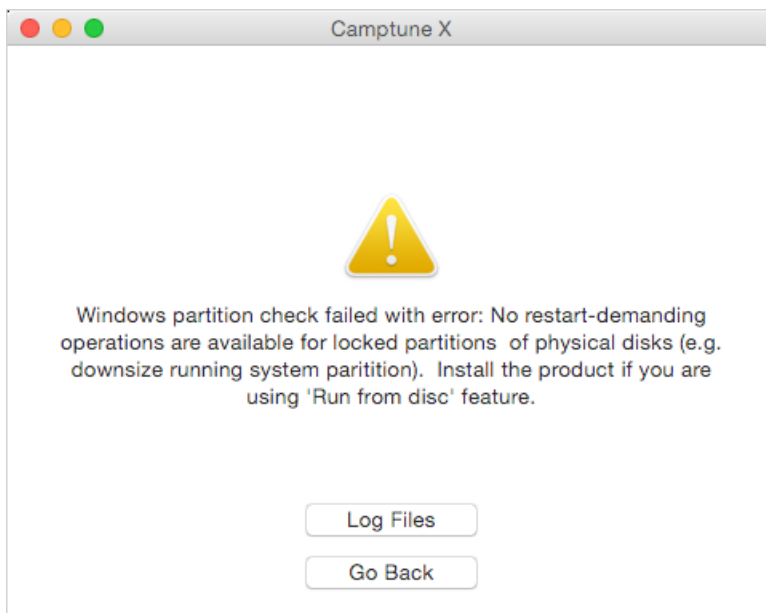 Camptune X
Windows partition check failed with error: No restart-demanding
operations are available for locked partitions  of physical disks (e.g.
downsize running system paritition).  Install the product if you are
using 'Run from disc' feature.
Log Files
Go Back